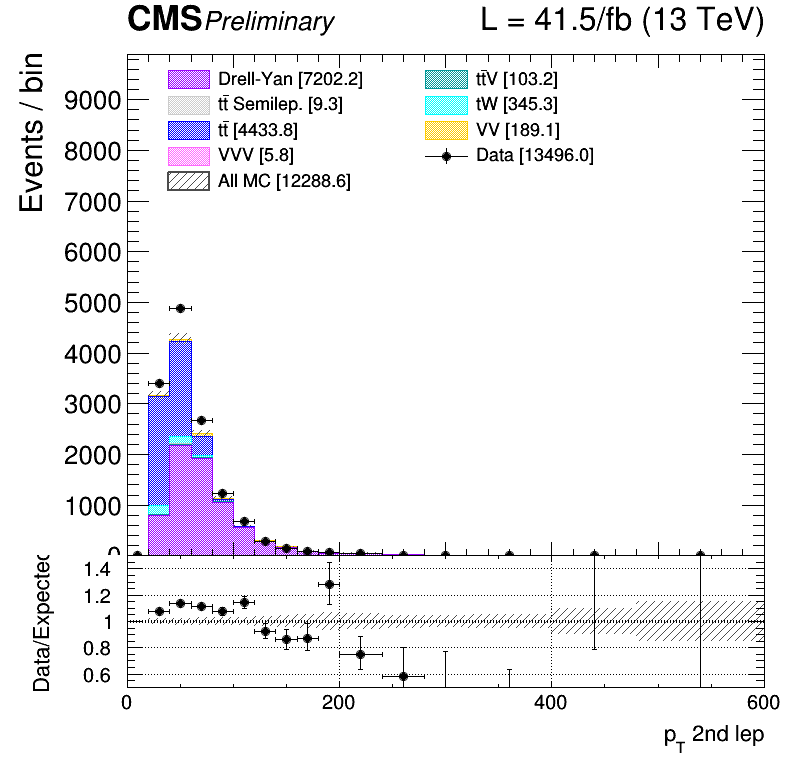 CMS Preliminary L = 41.5/fb (13 TeV)
Drell-Yan [7202.2]
tt̄ Semilep. [9.3]
tt̄ [4433.8]
VVV [5.8]
All MC [12288.6]
tt̄V [103.2]
tW [345.3]
VV [189.1]
Data [13496.0]
Events / bin
9000
8000
7000
6000
5000
4000
3000
2000
1000
0
Data/Expected
1.4
1.2
1
0.8
0.6
0 200 400 600
pT 2nd lep